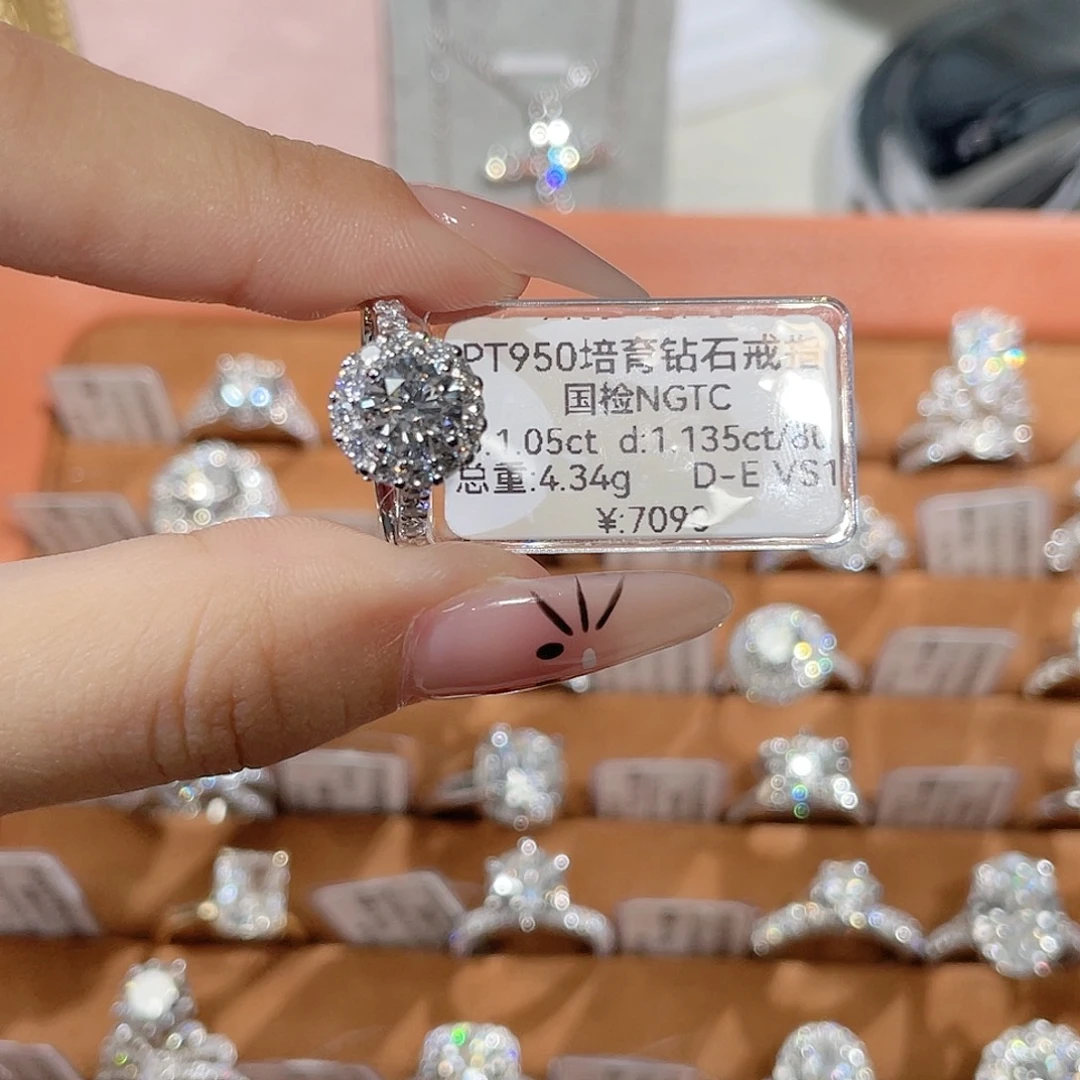 PT950培育钻石戒指
国检NGTC
1.05ct d:1.135ct/8
总重:4.34g D-E VS1
¥:709